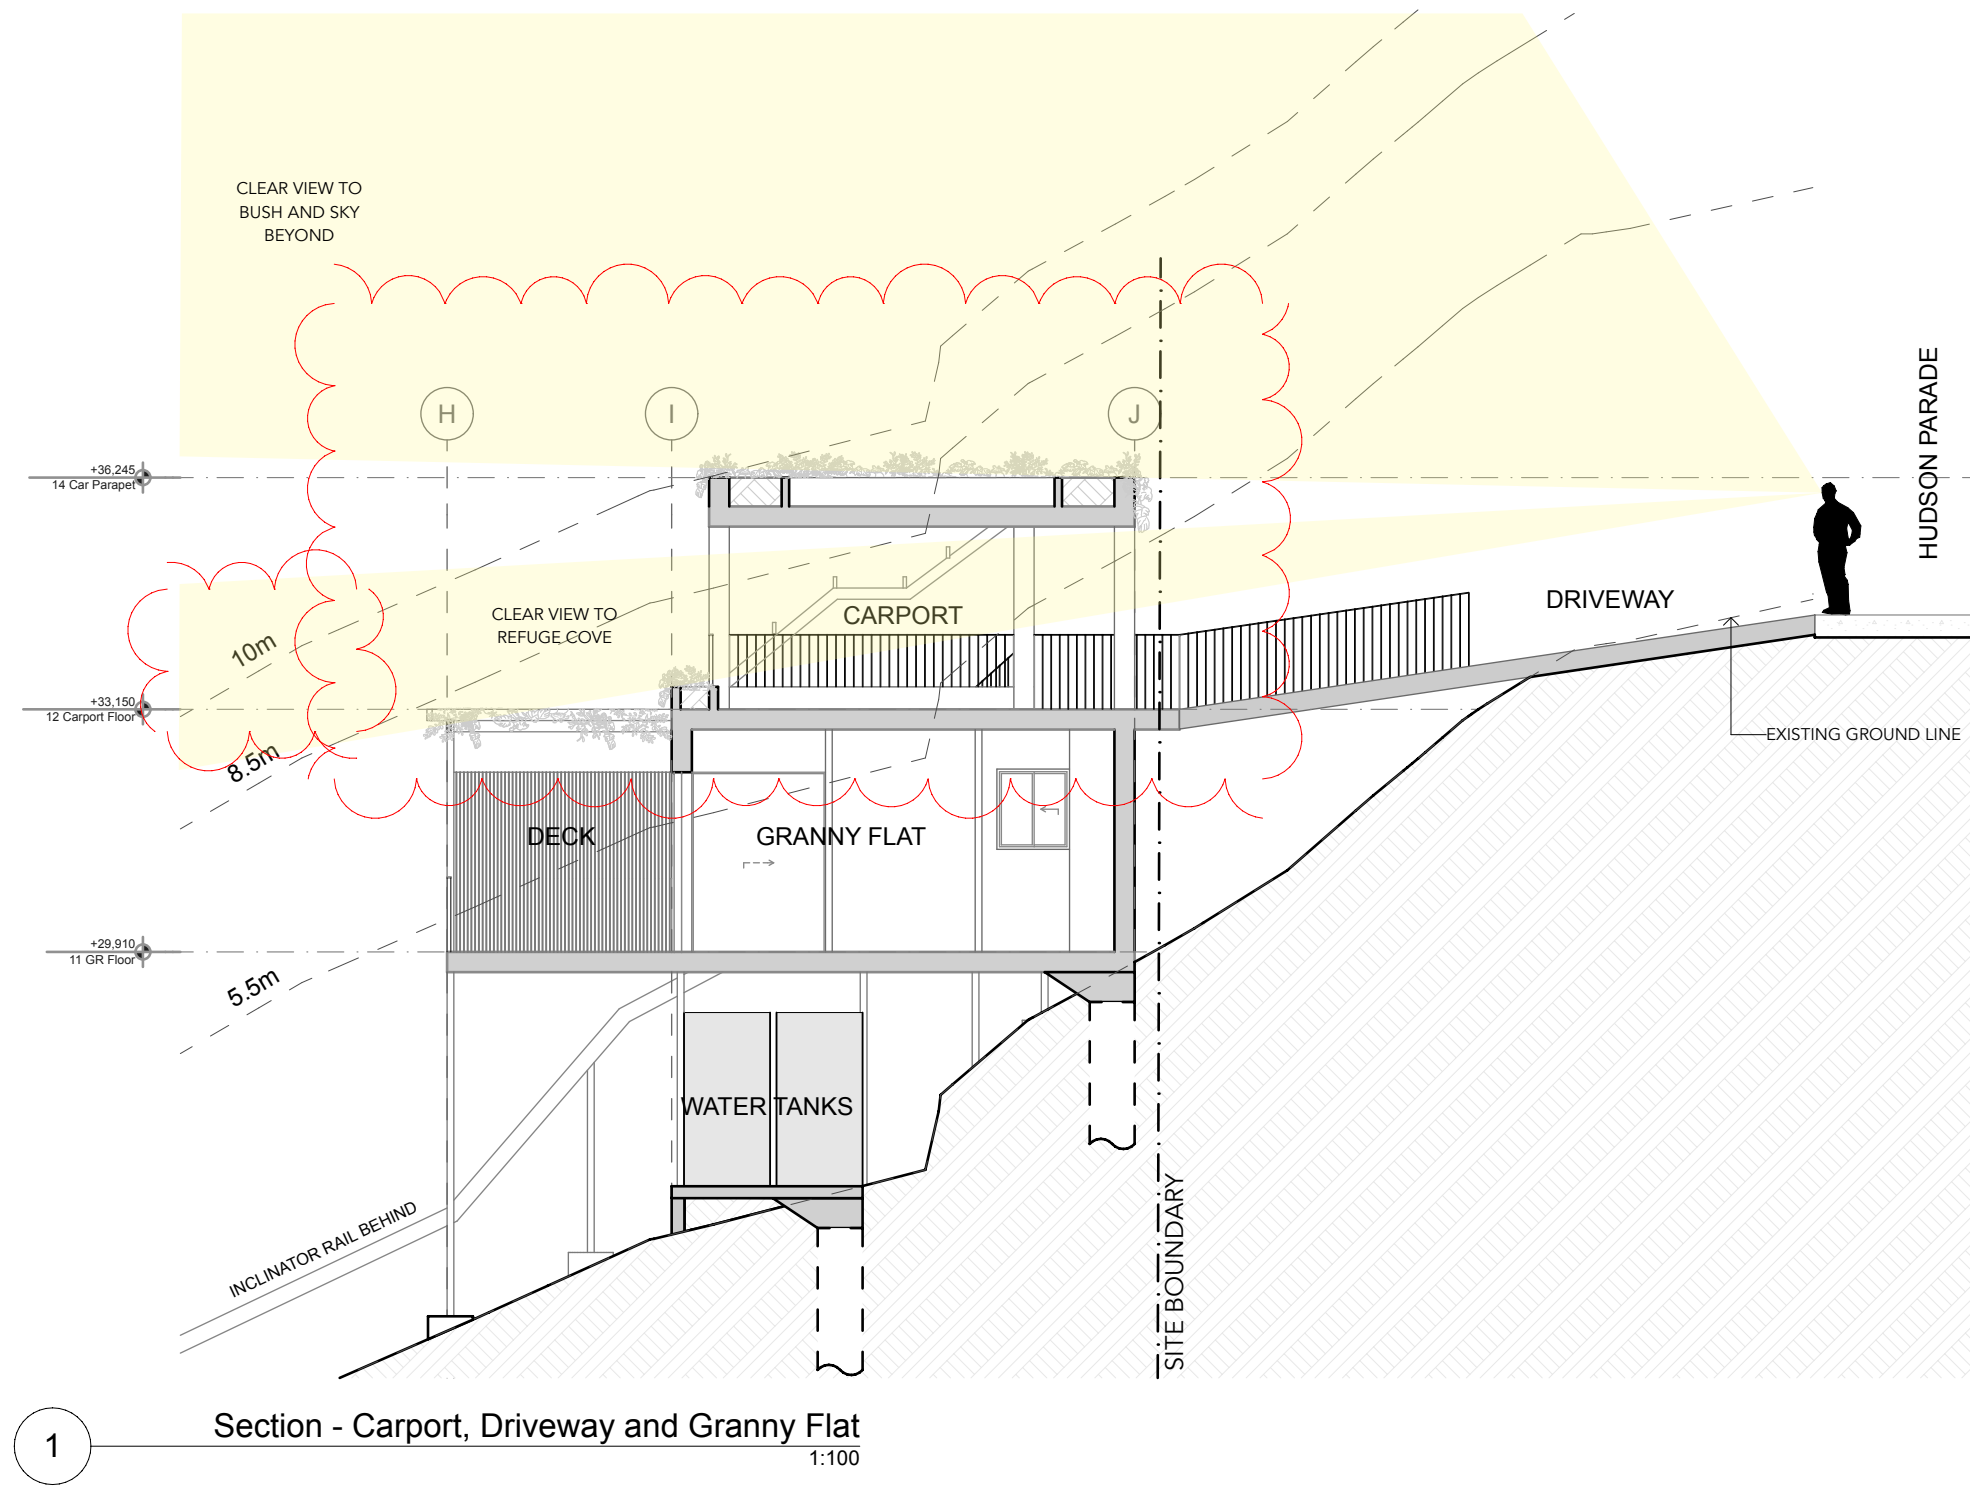 CLEAR VIEW TO
BUSH AND SKY
BEYOND
HUDSON PARADE
H
I
J
+36,245
14 Car Parapet
CLEAR VIEW TO
REFUGE COVE
CARPORT
DRIVEWAY
10m
+33,150
12 Carport Floor
EXISTING GROUND LINE
8.5m
DECK
GRANNY FLAT
+29,910
11 GR Floor
5.5m
WATER TANKS
INCLINATOR RAIL BEHIND
SITE BOUNDARY
1
Section - Carport, Driveway and Granny Flat
1:100